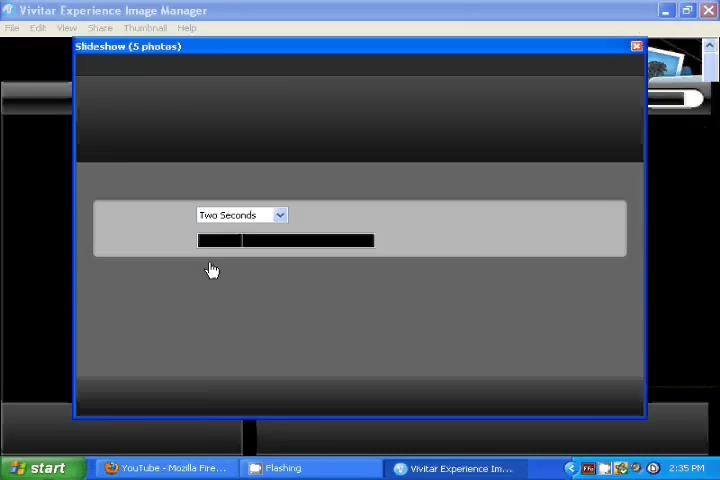 Vivitar Experience Image Manager
File Edit View Share Thumbnail Help
Slideshow (5 photos)
Two Seconds
start
YouTube - Mozilla Fire...
Flashing
Vivitar Experience Im...
2:35 PM